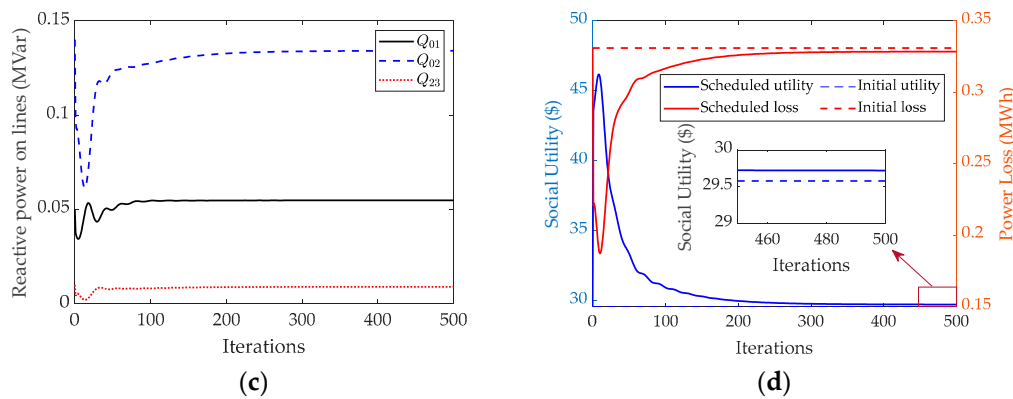 0.15
0.1
0.05
0
Reactive power on lines (MVar)
Q01
Q02
Q23
0 100 200 300 400 500
Iterations
(c)
50
45
40
35
30
Social Utility ($)
0.35
0.3
0.25
0.2
0.15
Power Loss (MWh)
Scheduled utility Initial utility
Scheduled loss Initial loss
Social Utility ($)
30
29.5
29
460 480 500
Iterations
0 100 200 300 400 500
Iterations
(d)